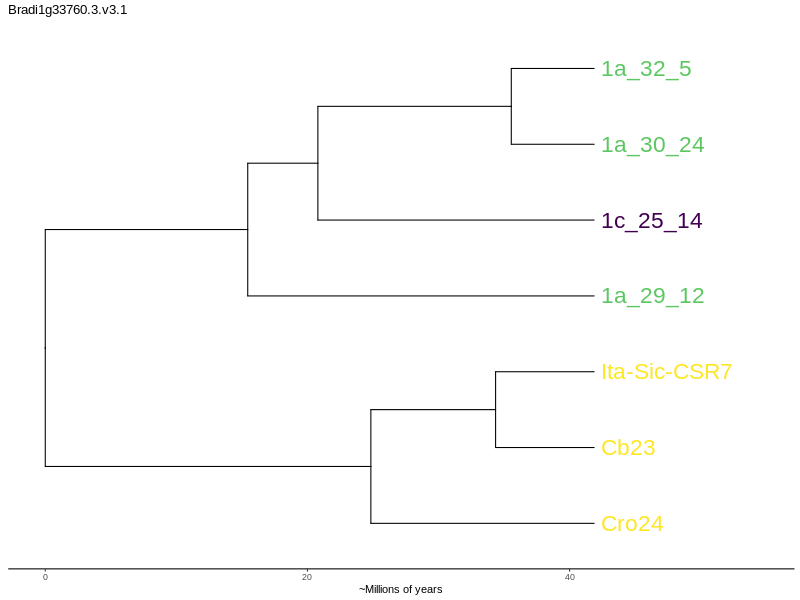 Bradi1g33760.3.v3.1
1a_32_5
1a_30_24
1c_25_14
1a_29_12
Ita-Sic-CSR7
Cb23
Cro24
0 20 40
~Millions of years